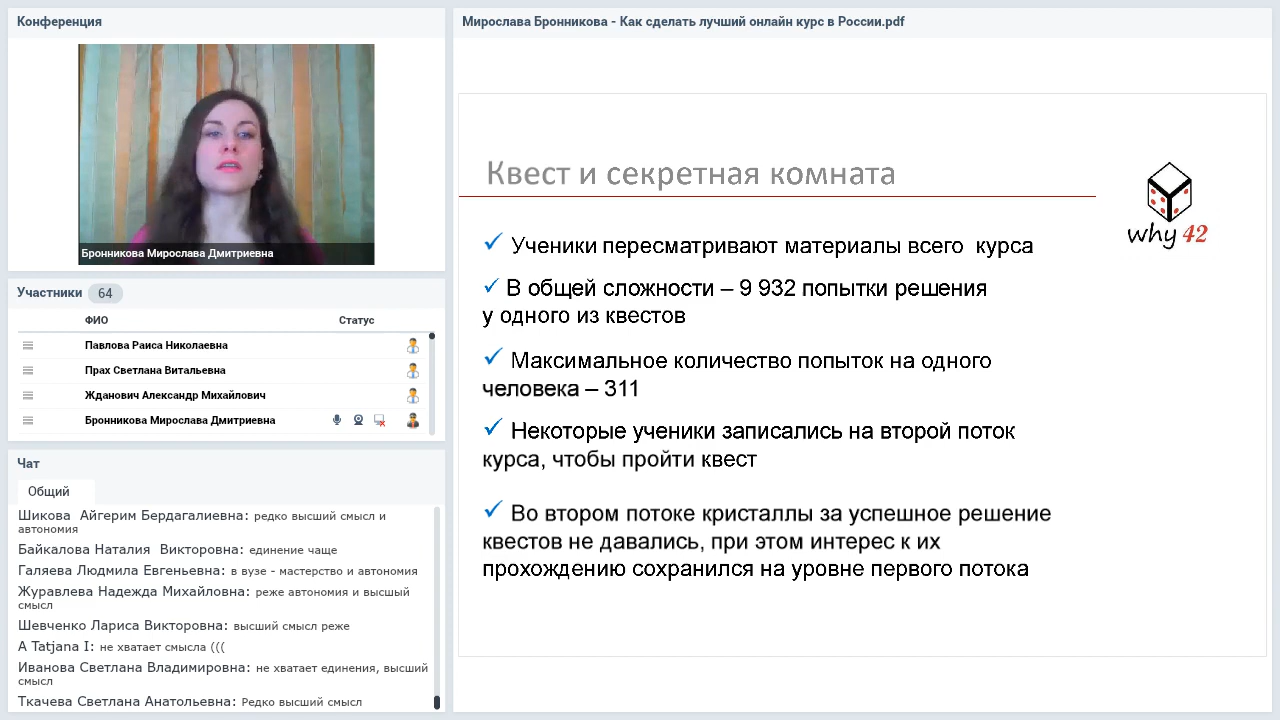 Конференция
Бронникова Мирослава Дмитриевна
Участники 64
ФИО Статус
Павлова Раиса Николаевна
Прах Светлана Витальевна
Жданович Александр Михайлович
Бронникова Мирослава Дмитриевна
Чат
Общий
Шикова Айгерим Бердагалиевна: редко высший смысл и
автономия
Байкалова Наталия Викторовна: единение чаще
Галяева Людмила Евгеньевна: в вузе - мастерство и автономия
Журавлева Надежда Михайловна: реже автономия и высшый
смысл
Шевченко Лариса Викторовна: высший смысл реже
A Tatjana I: не хватает смысла (((
Иванова Светлана Владимировна: не хватает единения, высший
смысл
Ткачева Светлана Анатольевна: Редко высший смысл
Мирослава Бронникова - Как сделать лучший онлайн курс в России.pdf
Квест и секретная комната
why 42
✓ Ученики пересматривают материалы всего курса
✓ В общей сложности – 9 932 попытки решения
у одного из квестов
✓ Максимальное количество попыток на одного
человека – 311
✓ Некоторые ученики записались на второй поток
курса, чтобы пройти квест
✓ Во втором потоке кристаллы за успешное решение
квестов не давались, при этом интерес к их
прохождению сохранился на уровне первого потока